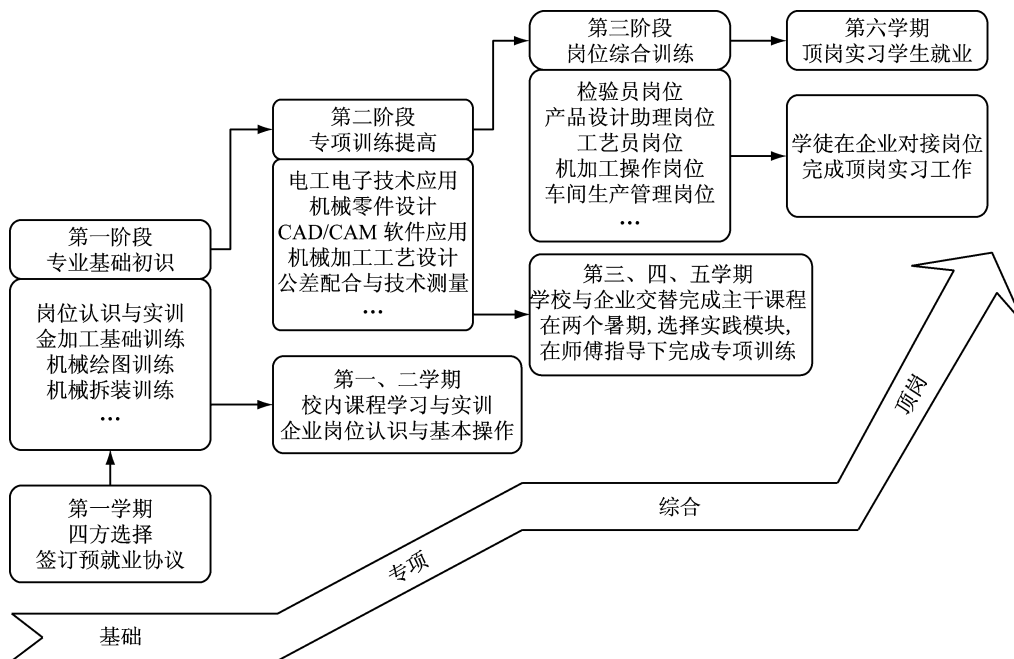 第一学期
四方选择
签订预就业协议
第一阶段
专业基础初识
岗位认识与实训
金加工基础训练
机械绘图训练
机械拆装训练
…
第一、二学期
校内课程学习与实训
企业岗位认识与基本操作
第二阶段
专项训练提高
电工电子技术应用
机械零件设计
CAD/CAM 软件应用
机械加工工艺设计
公差配合与技术测量
…
第三、四、五学期
学校与企业交替完成主干课程
在两个暑期, 选择实践模块,
在师傅指导下完成专项训练
第三阶段
岗位综合训练
检验员岗位
产品设计助理岗位
工艺员岗位
机加工操作岗位
车间生产管理岗位
…
第六学期
顶岗实习学生就业
学徒在企业对接岗位
完成顶岗实习工作
基础
专项
综合
顶岗